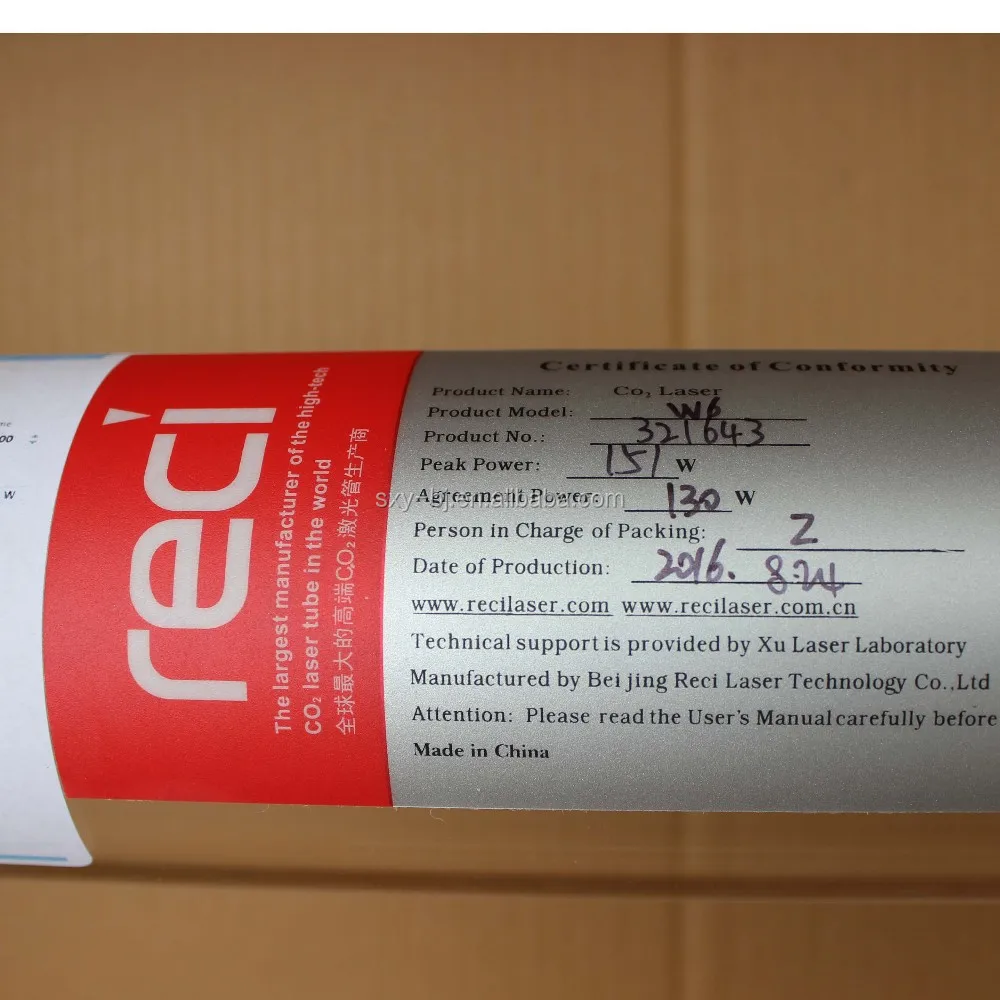 reci
The largest manufacturer of the high-tech
CO₂ laser tube in the world
全球最大的高端CO₂激光管生产商
Certificate of Conformity
Product Name: Co₂ Laser
Product Model: W6
Product No.: 321643
Peak Power: 151 W
Agreement Power: 130 W
Person in Charge of Packing: Z
Date of Production: 2016. 8.24
www.recilaser.com www.recilaser.com.cn
Technical support is provided by Xu Laser Laboratory
Manufactured by Beijing Reci Laser Technology Co.,Ltd
Attention: Please read the User's Manual carefully before
Made in China
W